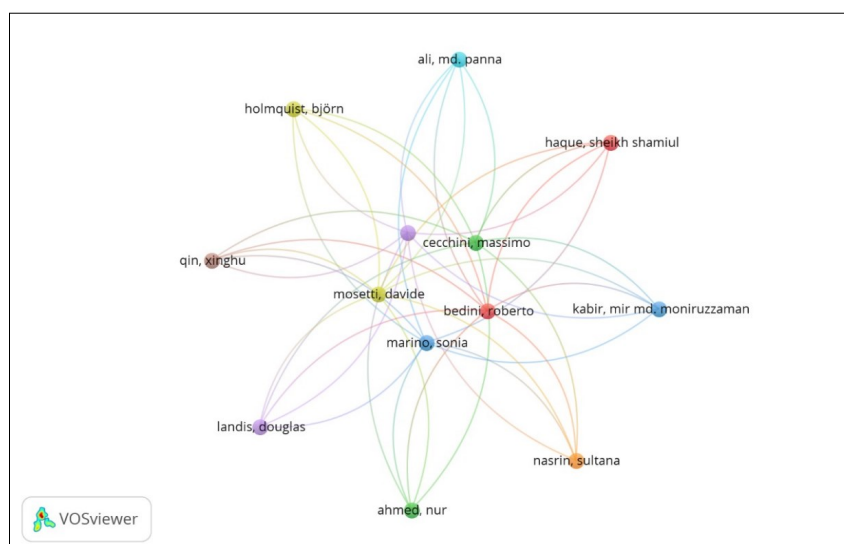 ali, md. panna
holmquist, björn
haque, sheikh shamiul
cecchini, massimo
qin, xinghu
mosetti, davide
bedini, roberto
kabir, mir md. moniruzzaman
marino, sonia
landis, douglas
nasrin, sultana
ahmed, nur
VOSviewer